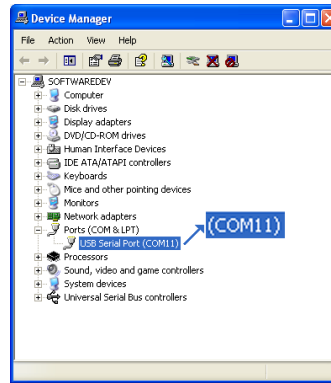 Device Manager
File Action View Help
SOFTWAREDEV
Computer
Disk drives
Display adapters
DVD/CD-ROM drives
Human Interface Devices
IDE ATA/ATAPI controllers
Keyboards
Mice and other pointing devices
Monitors
Network adapters
Ports (COM & LPT)
USB Serial Port (COM11)
(COM11)
Processors
Sound, video and game controllers
System devices
Universal Serial Bus controllers